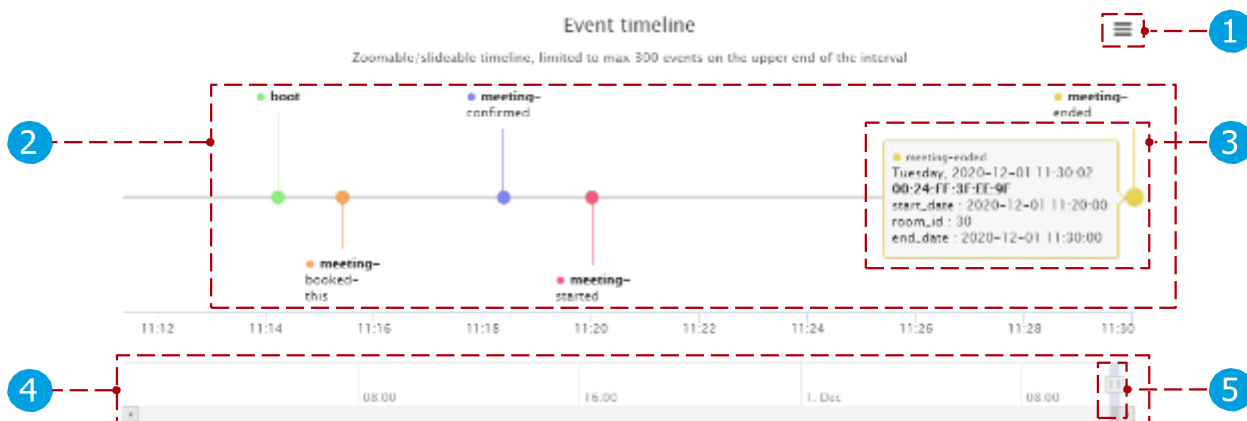 Event timeline
1
Zoomable/slideable timeline, limited to max 300 events on the upper end of the interval
boot
meeting-
confirmed
meeting-
ended
2
3
meeting-ended
Tuesday, 2020-12-01 11:30:02
00:24:FF:3F:EE:9F
start_date : 2020-12-01 11:20:00
room_id : 30
end_date : 2020-12-01 11:30:00
meeting-
booked-
this
meeting-
started
11:12 11:14 11:16 11:18 11:20 11:22 11:24 11:26 11:28 11:30
4
5
08:00 16:00 1. Dec 08:00